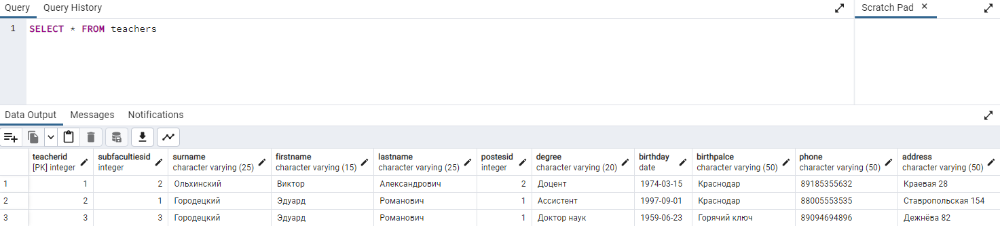 Query Query History Scratch Pad ×
1 SELECT * FROM teachers
Data Output Messages Notifications
teacherid subfacultiesid surname firstname lastname postesid degree birthday birthpalce phone address
[PK] integer integer character varying (25) character varying (15) character varying (25) integer character varying (20) date character varying (50) character varying (50) character varying (50)
1 1 2 Ольхинский Виктор Александрович 2 Доцент 1974-03-15 Краснодар 89185355632 Краевая 28
2 2 1 Городецкий Эдуард Романович 1 Ассистент 1997-09-01 Краснодар 88005553535 Ставропольская 154
3 3 3 Городецкий Эдуард Романович 1 Доктор наук 1959-06-23 Горячий ключ 89094694896 Дежнёва 82